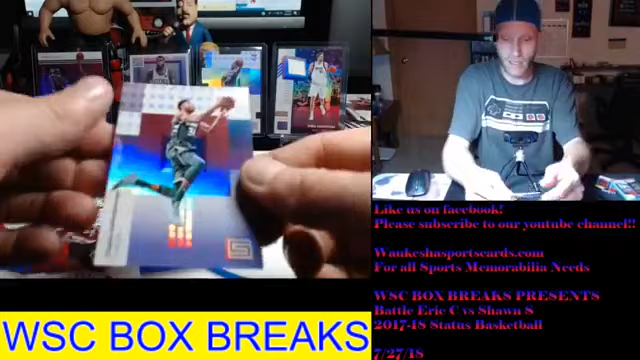 Like us on facebook!
Please subscribe to our youtube channel!!
Waukeshasportscards.com
For all Sports Memorabilia Needs
WSC BOX BREAKS PRESENTS
Battle Eric C vs Shawn S
2017-18 Status Basketball
7/27/18
WSC BOX BREAKS